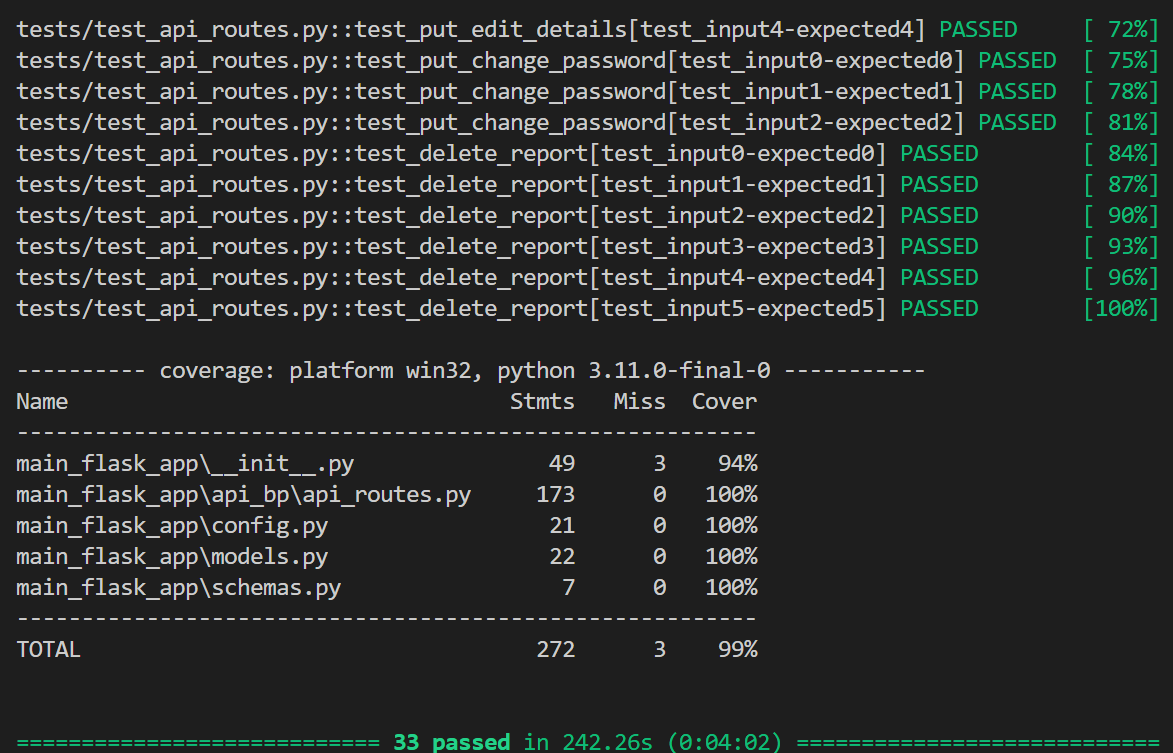 tests/test_api_routes.py::test_put_edit_details[test_input4-expected4] PASSED     [ 72%]
tests/test_api_routes.py::test_put_change_password[test_input0-expected0] PASSED  [ 75%]
tests/test_api_routes.py::test_put_change_password[test_input1-expected1] PASSED  [ 78%]
tests/test_api_routes.py::test_put_change_password[test_input2-expected2] PASSED  [ 81%]
tests/test_api_routes.py::test_delete_report[test_input0-expected0] PASSED        [ 84%]
tests/test_api_routes.py::test_delete_report[test_input1-expected1] PASSED        [ 87%]
tests/test_api_routes.py::test_delete_report[test_input2-expected2] PASSED        [ 90%]
tests/test_api_routes.py::test_delete_report[test_input3-expected3] PASSED        [ 93%]
tests/test_api_routes.py::test_delete_report[test_input4-expected4] PASSED        [ 96%]
tests/test_api_routes.py::test_delete_report[test_input5-expected5] PASSED        [100%]
---------- coverage: platform win32, python 3.11.0-final-0 -----------
Name                                  Stmts   Miss  Cover
---------------------------------------------------------
main_flask_app\__init__.py               49      3    94%
main_flask_app\api_bp\api_routes.py     173      0   100%
main_flask_app\config.py                 21      0   100%
main_flask_app\models.py                 22      0   100%
main_flask_app\schemas.py                 7      0   100%
---------------------------------------------------------
TOTAL                                   272      3    99%
============================ 33 passed in 242.26s (0:04:02) ============================